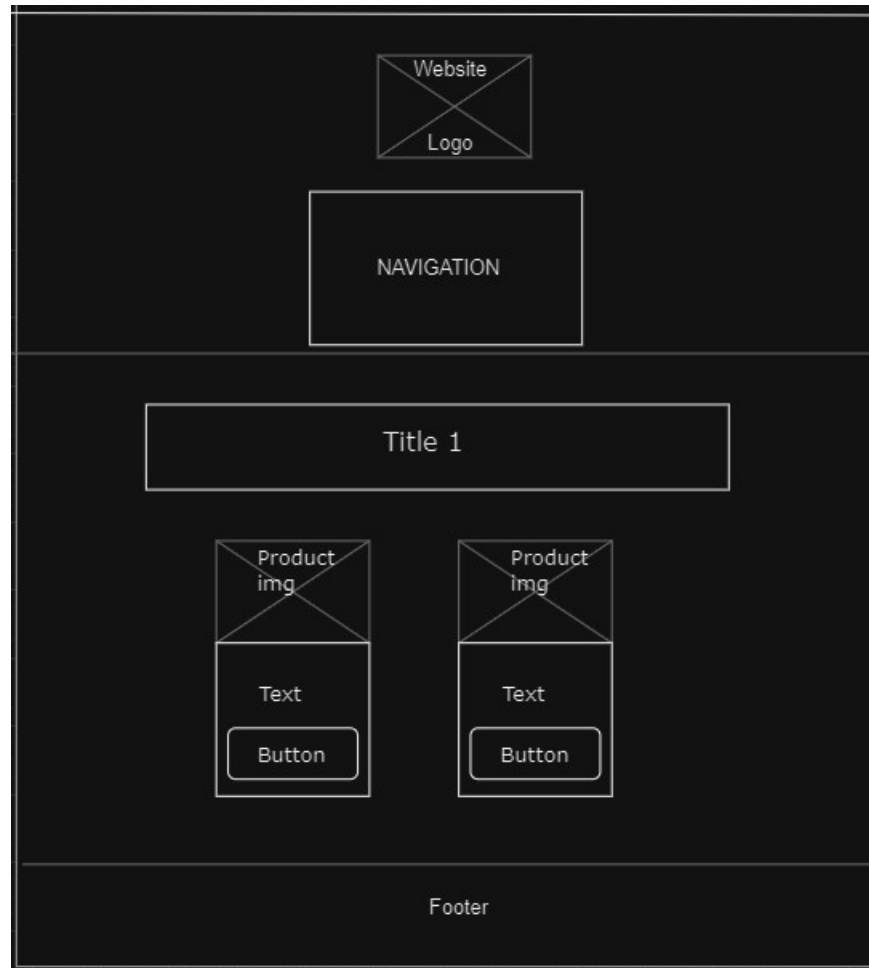 Website
Logo
NAVIGATION
Title 1
Product
img
Product
img
Text
Text
Button
Button
Footer